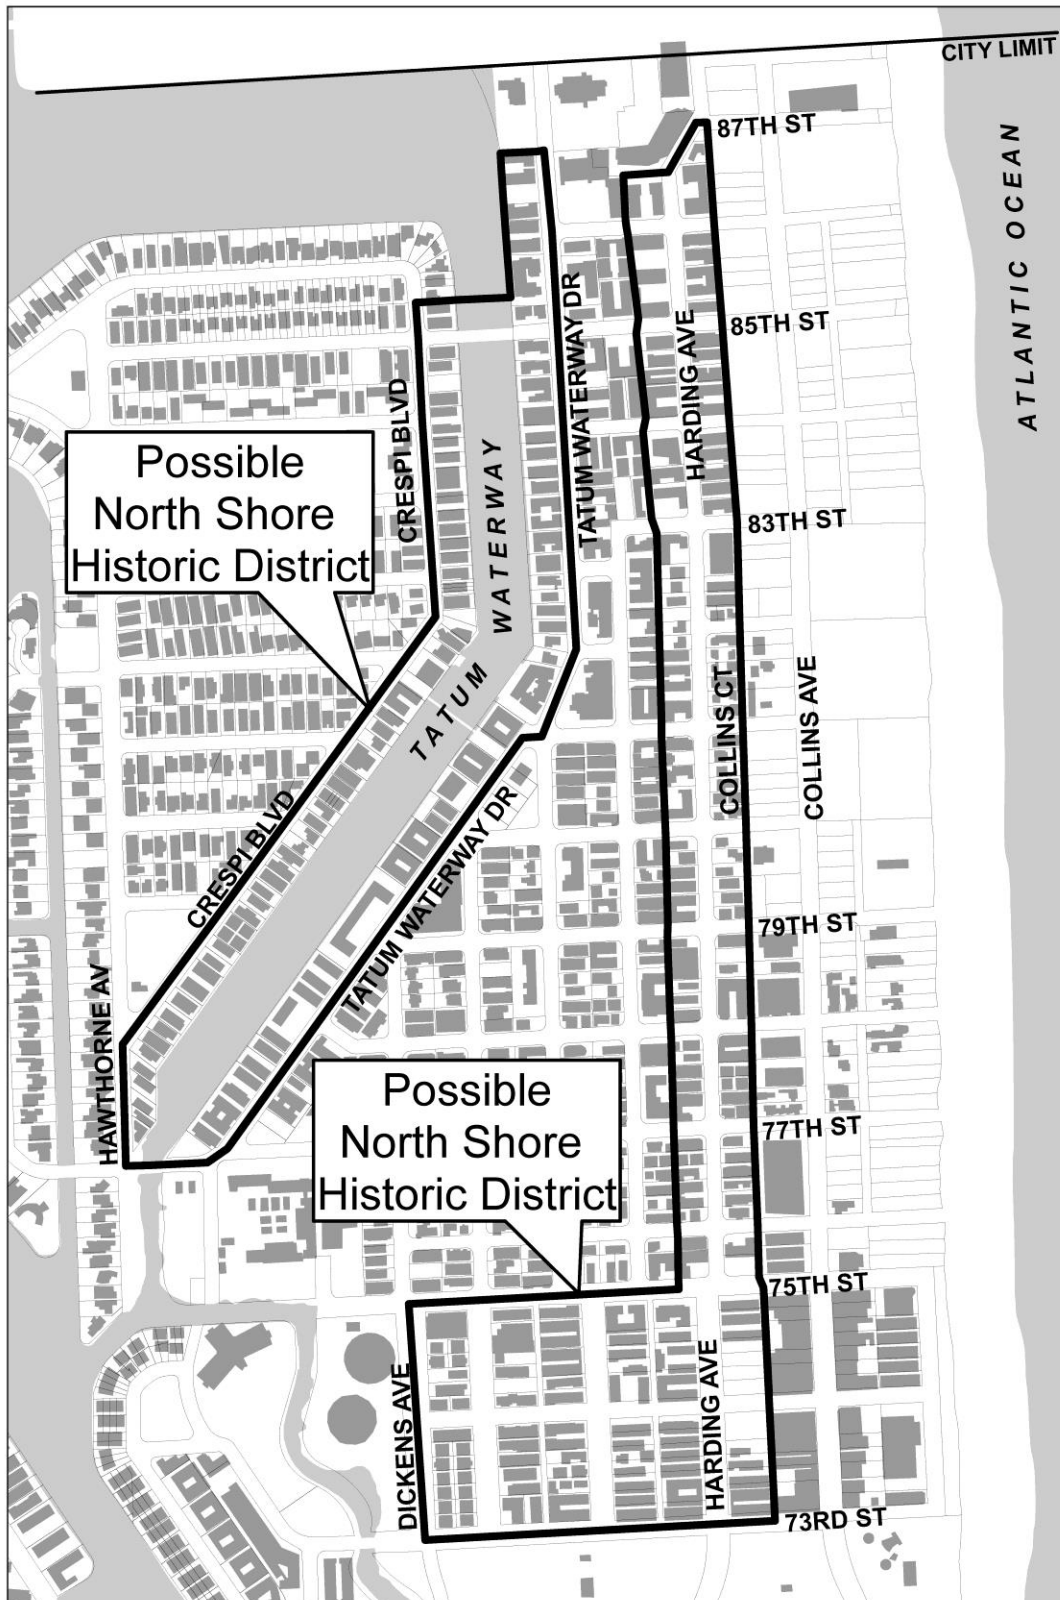 CITY LIMIT
87TH ST
ATLANTIC OCEAN
85TH ST
HARDING AVE
TATUM WATERWAY DR
CRESPI BLVD
Possible
North Shore
Historic District
83TH ST
TATUM WATERWAY
COLLINS CT
COLLINS AVE
CRESPI BLVD
TATUM WATERWAY DR
79TH ST
HAWTHORNE AV
Possible
North Shore
Historic District
77TH ST
75TH ST
DICKENS AVE
HARDING AVE
73RD ST